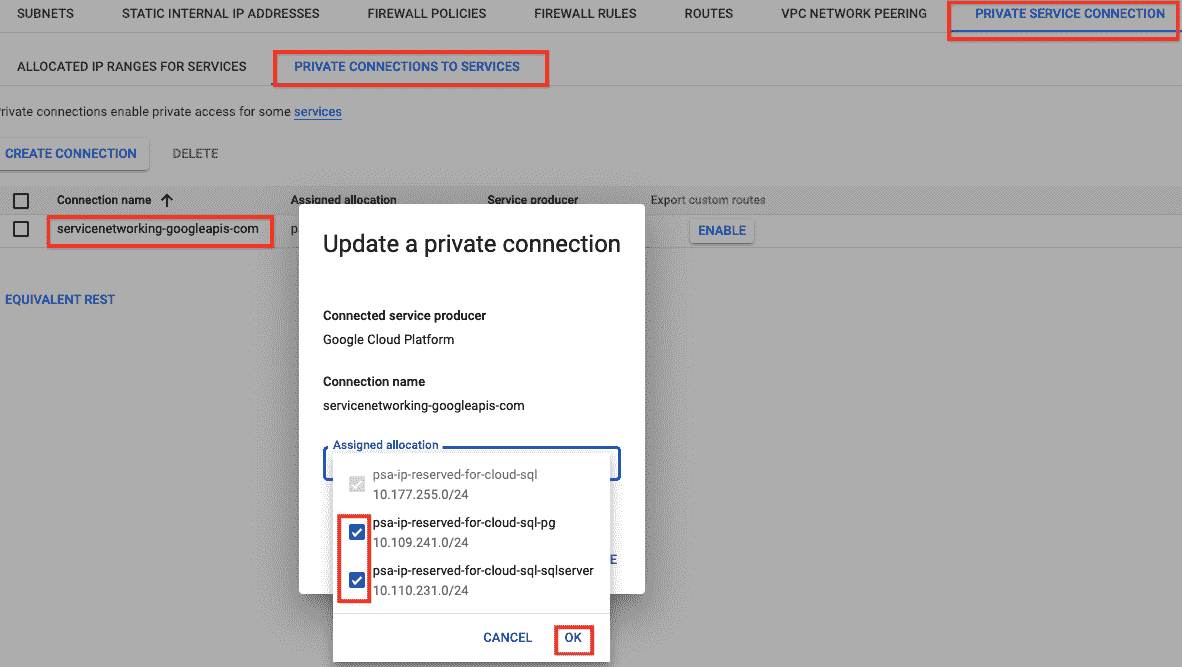 SUBNETS STATIC INTERNAL IP ADDRESSES FIREWALL POLICIES FIREWALL RULES ROUTES VPC NETWORK PEERING PRIVATE SERVICE CONNECTION
ALLOCATED IP RANGES FOR SERVICES PRIVATE CONNECTIONS TO SERVICES
rivate connections enable private access for some services
CREATE CONNECTION DELETE
Connection name Assigned allocation Service producer Export custom routes
servicenetworking-googleapis-com p ENABLE
EQUIVALENT REST
Update a private connection
Connected service producer
Google Cloud Platform
Connection name
servicenetworking-googleapis-com
Assigned allocation
psa-ip-reserved-for-cloud-sql
10.177.255.0/24
psa-ip-reserved-for-cloud-sql-pg
10.109.241.0/24
E
psa-ip-reserved-for-cloud-sql-sqlserver
10.110.231.0/24
CANCEL OK